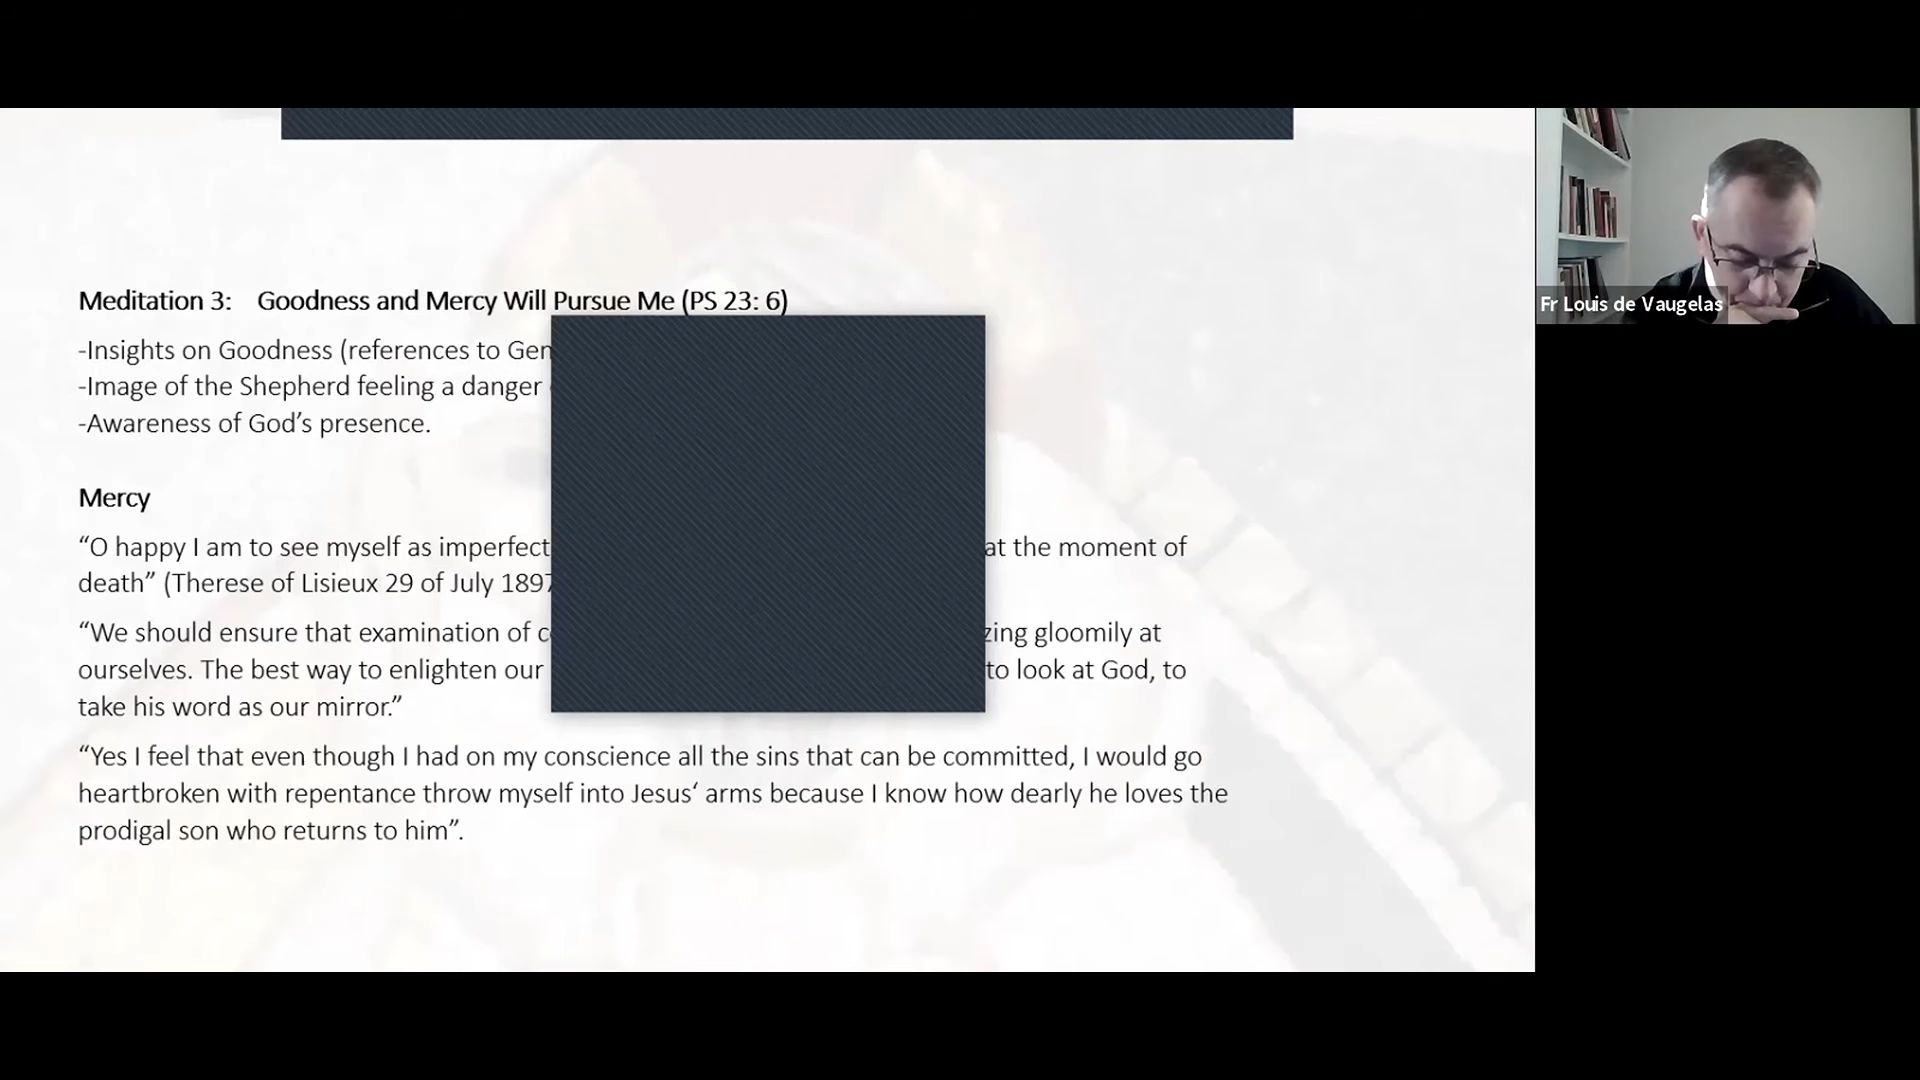 Meditation 3: Goodness and Mercy Will Pursue Me (PS 23: 6)
-Insights on Goodness (references to
-Image of the Shepherd feeling a danger
-Awareness of God’s presence.
Mercy
“O happy I am to see myself as imperfect at the moment of
death” (Therese of Lisieux 29 of July 1897
“We should ensure that examination of gloomily at
ourselves. The best way to enlighten our to look at God, to
take his word as our mirror.”
“Yes I feel that even though I had on my conscience all the sins that can be committed, I would go
heartbroken with repentance throw myself into Jesus‘ arms because I know how dearly he loves the
prodigal son who returns to him”.
Fr Louis de Vaugelas